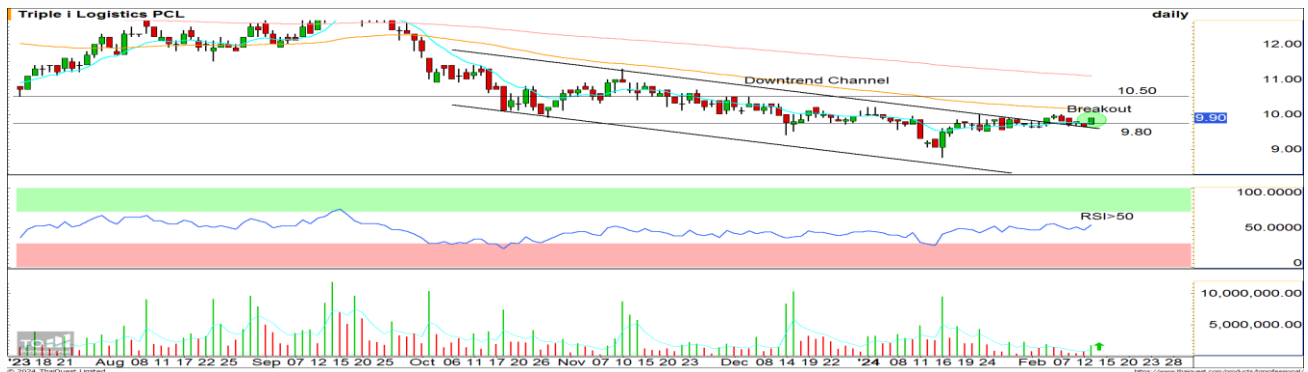 Triple i Logistics PCL
daily
12.00
11.00
Downtrend Channel
10.50
10.00
Breakout
9.90
9.80
9.00
100.0000
RSI>50
50.0000
0
10,000,000.00
5,000,000.00
'23 18 21 Aug 08 11 17 22 25 Sep 07 12 15 20 25 Oct 06 11 17 20 26 Nov 07 10 15 20 23 28 Dec 08 14 19 22 '24 08 11 16 19 24 Feb 07 12 15 20 23 28
© 2024 ThaiQuest Limited